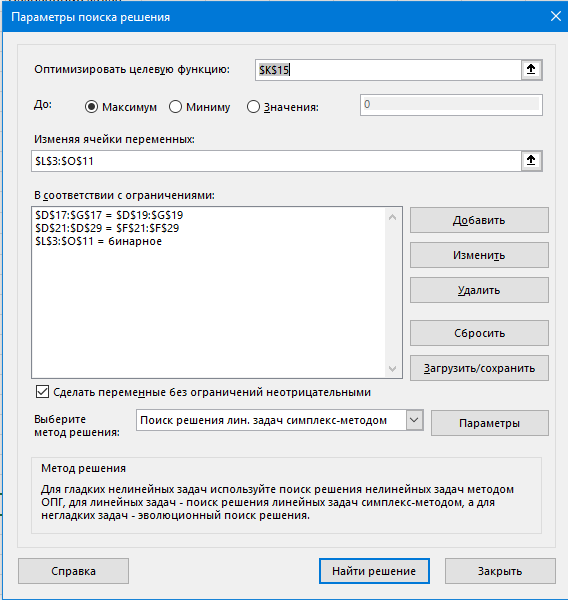 Параметры поиска решения
Оптимизировать целевую функцию:
$K$15
До:
Максимум
Миниму
Значения:
0
Изменяя ячейки переменных:
$L$3:$O$11
В соответствии с ограничениями:
$D$17:$G$17 = $D$19:$G$19
$D$21:$D$29 = $F$21:$F$29
$L$3:$O$11 = бинарное
Добавить
Изменить
Удалить
Сбросить
Загрузить/сохранить
Сделать переменные без ограничений неотрицательными
Выберите
метод решения:
Поиск решения лин. задач симплекс-методом
Параметры
Метод решения
Для гладких нелинейных задач используйте поиск решения нелинейных задач методом
ОПГ, для линейных задач - поиск решения линейных задач симплекс-методом, а для
негладких задач - эволюционный поиск решения.
Справка
Найти решение
Закрыть